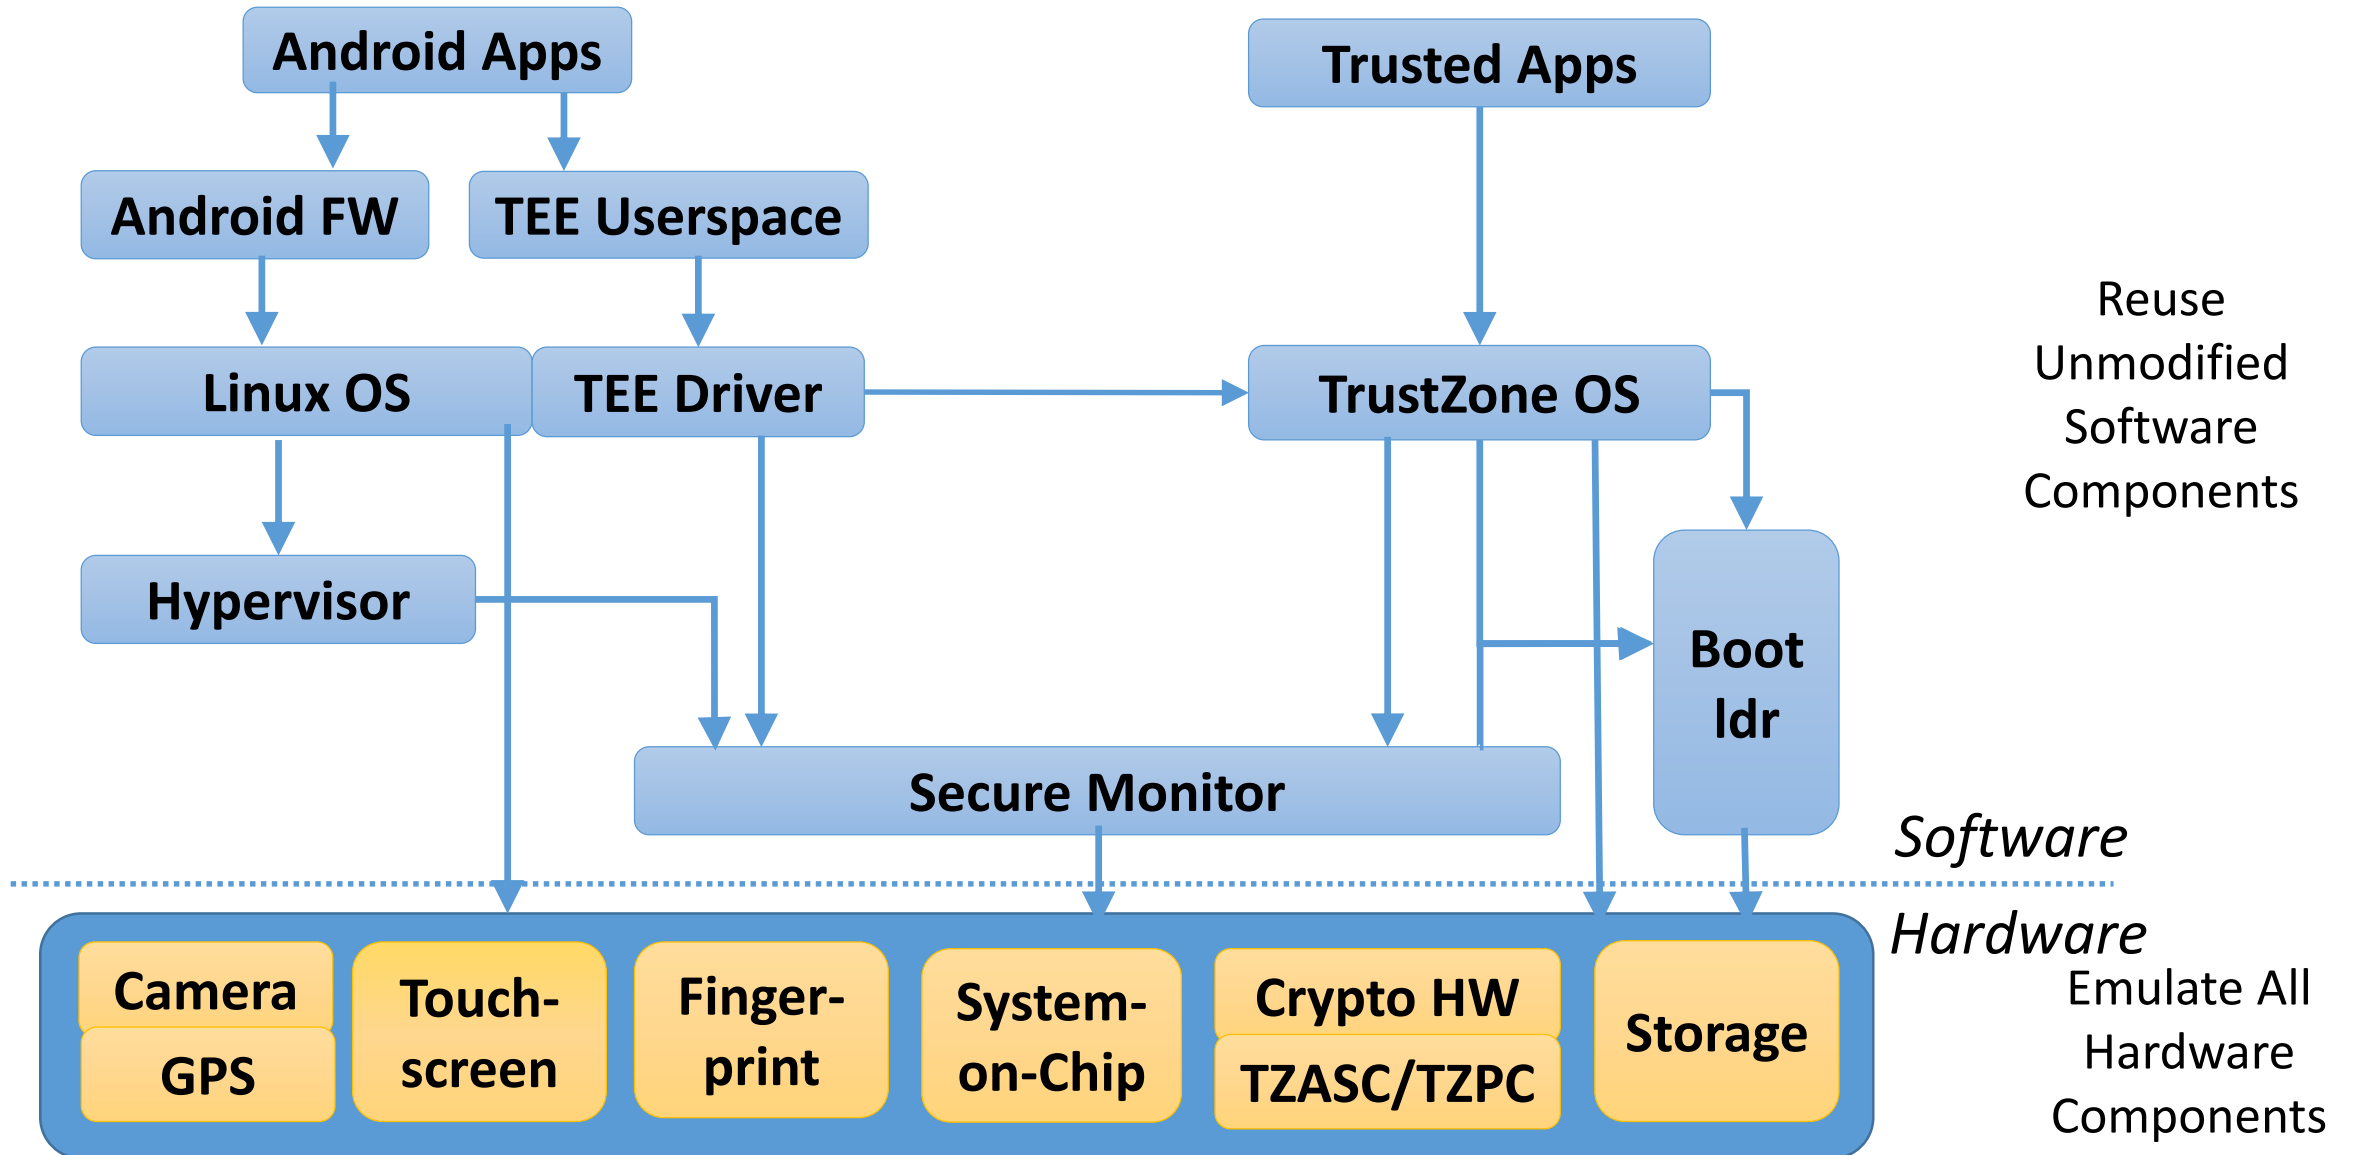 Android Apps
Trusted Apps
Android FW
TEE Userspace
Reuse
Unmodified
Software
Components
Linux OS
TEE Driver
TrustZone OS
Hypervisor
Boot
ldr
Secure Monitor
Software
Hardware
Camera
GPS
Touch-
screen
Finger-
print
System-
on-Chip
Crypto HW
TZASC/TZPC
Storage
Emulate All
Hardware
Components